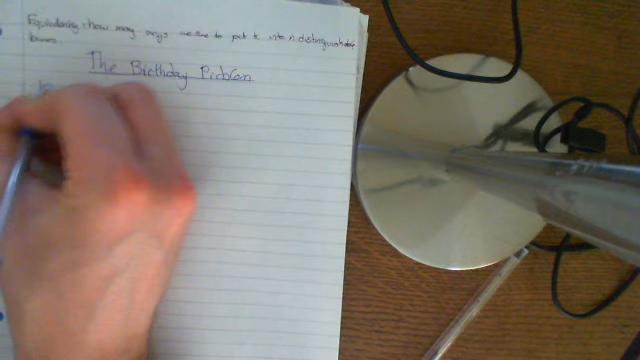 Equivalently: how many ways are there to put k into n distinguishable
boxes.
The Birthday Problem